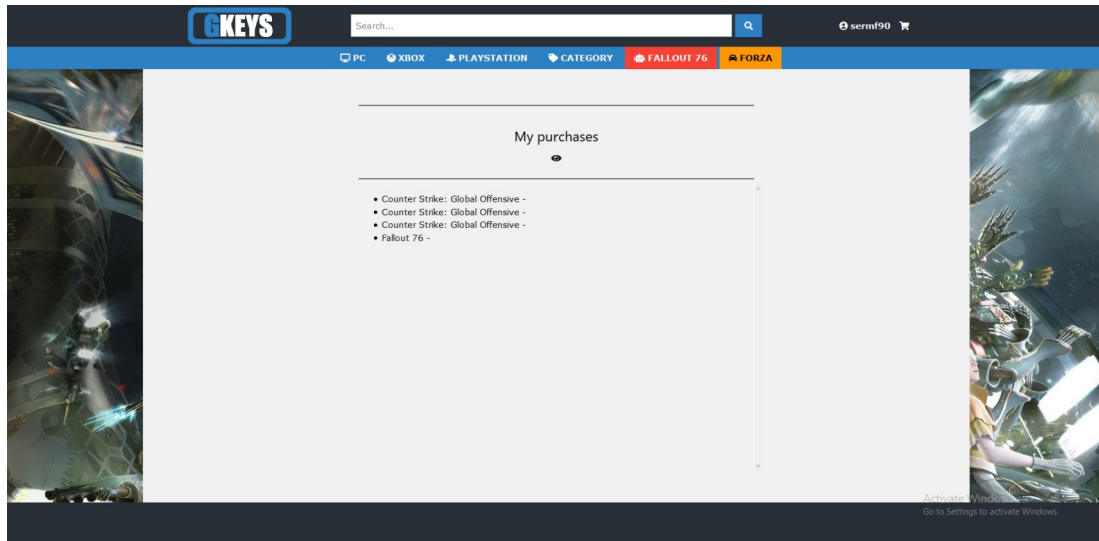 GKEYS
Search...
sermf90
PC XBOX PLAYSTATION CATEGORY FALLOUT 76 FORZA
My purchases
• Counter Strike: Global Offensive -
• Counter Strike: Global Offensive -
• Counter Strike: Global Offensive -
• Fallout 76 -
Activate Windows
Go to Settings to activate Windows.